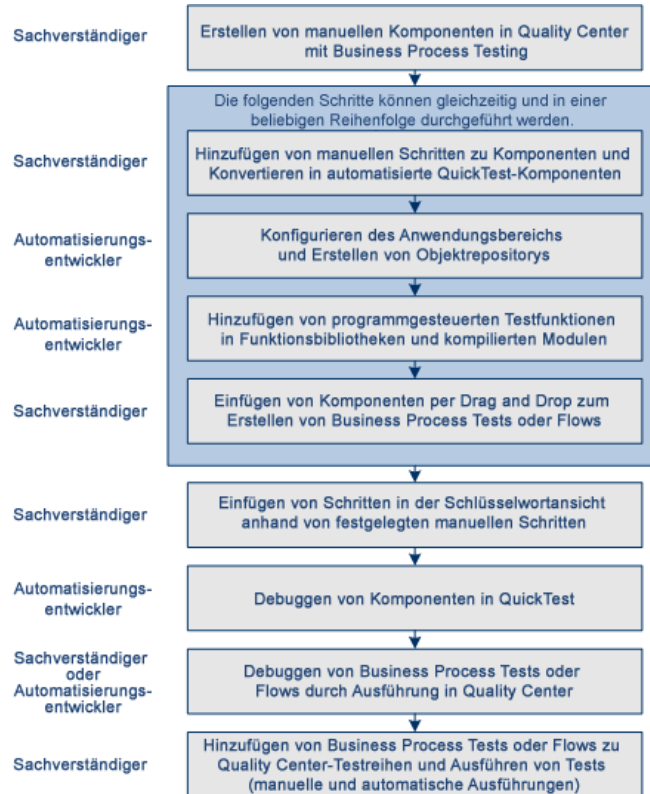 Sachverständiger
Erstellen von manuellen Komponenten in Quality Center
mit Business Process Testing
Die folgenden Schritte können gleichzeitig und in einer
beliebigen Reihenfolge durchgeführt werden.
Sachverständiger
Hinzufügen von manuellen Schritten zu Komponenten und
Konvertieren in automatisierte QuickTest-Komponenten
Automatisierungs-
entwickler
Konfigurieren des Anwendungsbereichs
und Erstellen von Objektrepositorys
Automatisierungs-
entwickler
Hinzufügen von programmgesteuerten Testfunktionen
in Funktionsbibliotheken und kompilierten Modulen
Sachverständiger
Einfügen von Komponenten per Drag and Drop zum
Erstellen von Business Process Tests oder Flows
Sachverständiger
Einfügen von Schritten in der Schlüsselwortansicht
anhand von festgelegten manuellen Schritten
Automatisierungs-
entwickler
Debuggen von Komponenten in QuickTest
Sachverständiger
oder
Automatisierungs-
entwickler
Debuggen von Business Process Tests oder
Flows durch Ausführung in Quality Center
Sachverständiger
Hinzufügen von Business Process Tests oder Flows zu
Quality Center-Testreihen und Ausführen von Tests
(manuelle und automatische Ausführungen)